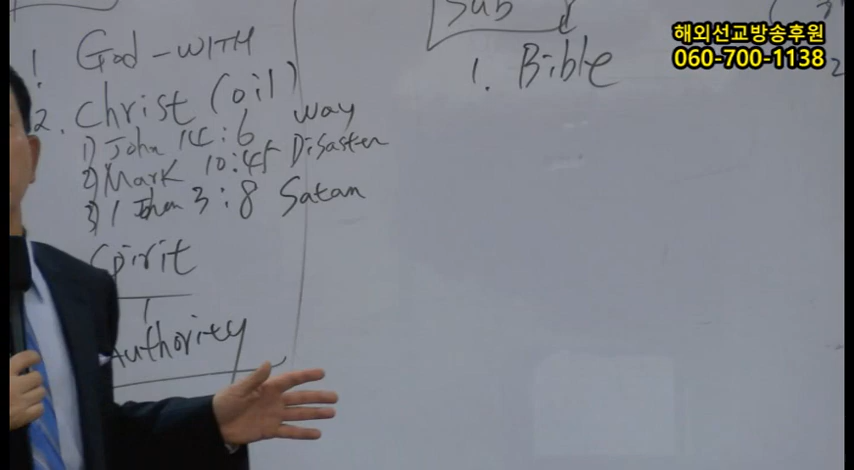 1. God-WITH
2. Christ (oil)
1) John 14:6 way
2) Mark 10:45 Disaster
3) 1 John 3:8 Satan
Spirit
Authority
Sub
1. Bible
2
해외선교방송후원
060-700-1138